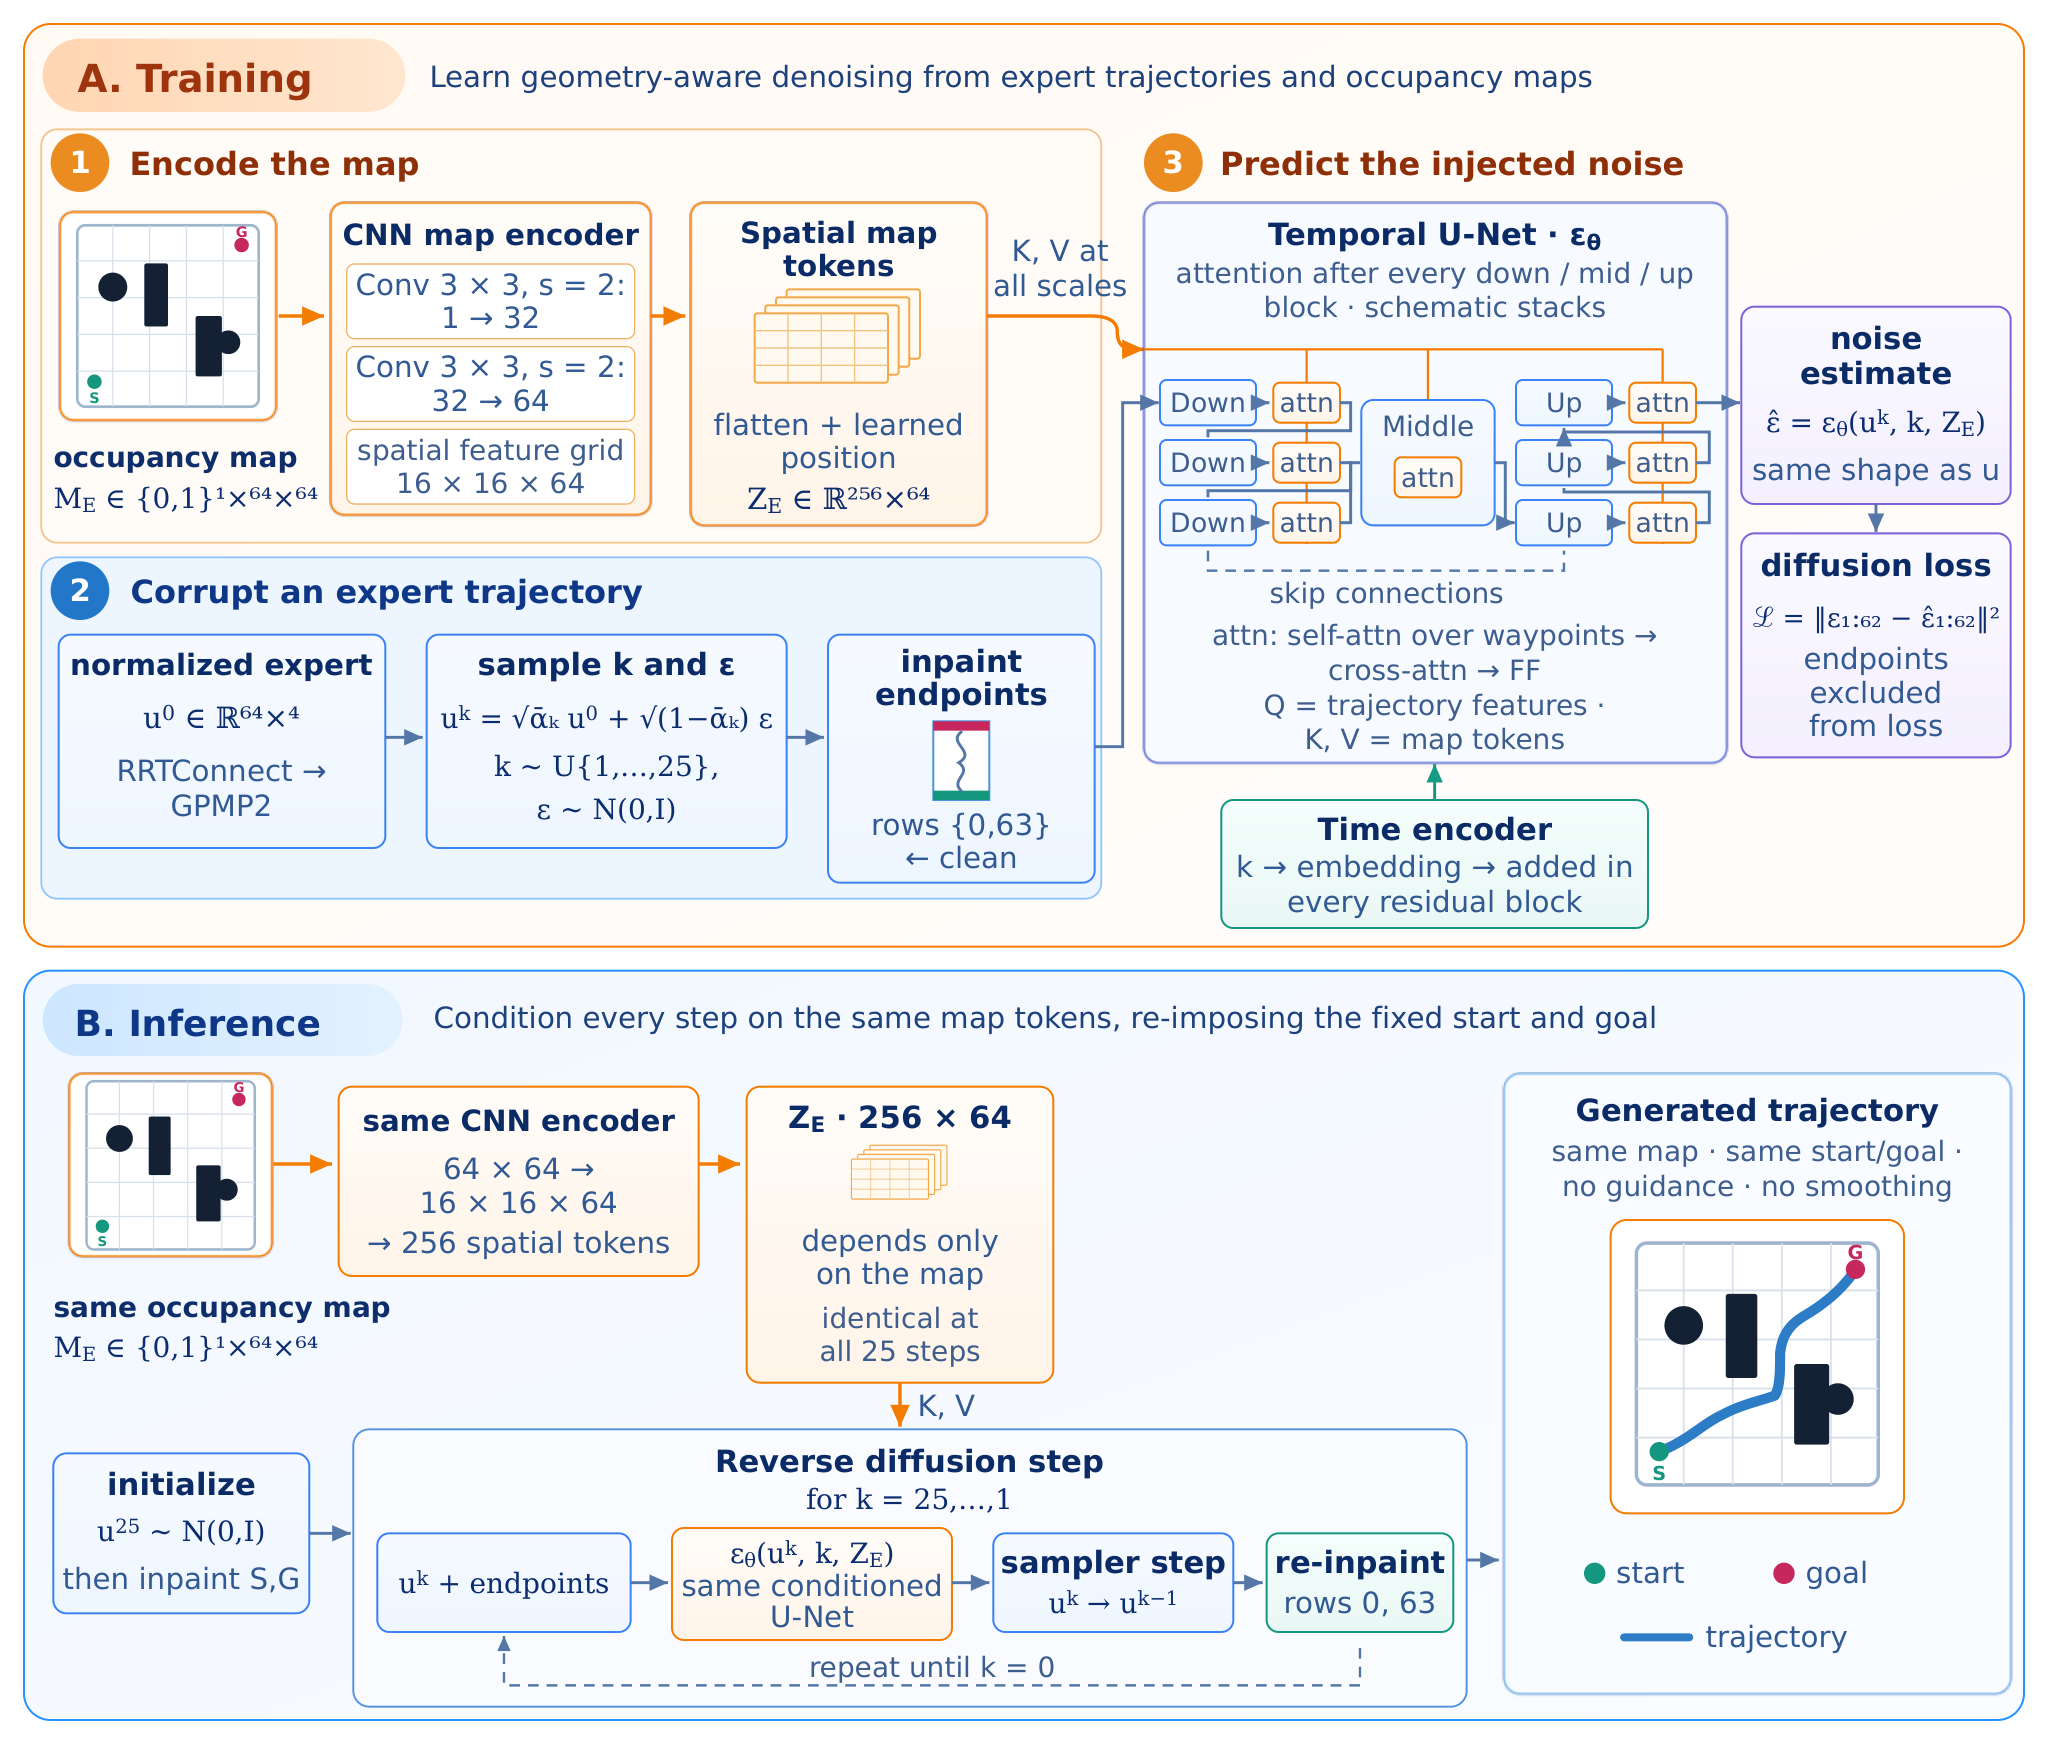 A. Training
Learn geometry-aware denoising from expert trajectories and occupancy maps
1
Encode the map
G
S
occupancy map
M_E ∈ {0,1}¹×⁶⁴×⁶⁴
CNN map encoder
Conv 3 × 3, s = 2:
1 → 32
Conv 3 × 3, s = 2:
32 → 64
spatial feature grid
16 × 16 × 64
Spatial map
tokens
flatten + learned
position
Z_E ∈ ℝ²⁵⁶×⁶⁴
K, V at
all scales
2
Corrupt an expert trajectory
normalized expert
u⁰ ∈ ℝ⁶⁴×⁴
RRTConnect →
GPMP2
sample k and ε
uᵏ = √ᾱₖ u⁰ + √(1−ᾱₖ) ε
k ~ U{1,…,25},
ε ~ N(0,I)
inpaint
endpoints
rows {0,63}
← clean
3
Predict the injected noise
Temporal U-Net · ε_θ
attention after every down / mid / up
block · schematic stacks
Down
attn
Down
attn
Down
attn
Middle
attn
Up
attn
Up
attn
Up
attn
skip connections
attn: self-attn over waypoints →
cross-attn → FF
Q = trajectory features ·
K, V = map tokens
Time encoder
k → embedding → added in
every residual block
noise
estimate
ε̂ = ε_θ(uᵏ, k, Z_E)
same shape as u
diffusion loss
ℒ = ‖ε₁:₆₂ − ε̂₁:₆₂‖²
endpoints
excluded
from loss
B. Inference
Condition every step on the same map tokens, re-imposing the fixed start and goal
G
S
same occupancy map
M_E ∈ {0,1}¹×⁶⁴×⁶⁴
same CNN encoder
64 × 64 →
16 × 16 × 64
→ 256 spatial tokens
Z_E · 256 × 64
depends only
on the map
identical at
all 25 steps
K, V
initialize
u²⁵ ~ N(0,I)
then inpaint S,G
Reverse diffusion step
for k = 25,…,1
uᵏ + endpoints
ε_θ(uᵏ, k, Z_E)
same conditioned
U-Net
sampler step
uᵏ → uᵏ⁻¹
re-inpaint
rows 0, 63
repeat until k = 0
Generated trajectory
same map · same start/goal ·
no guidance · no smoothing
G
S
start
goal
trajectory